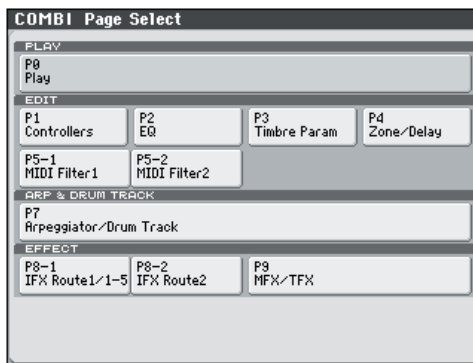 COMBI Page Select
PLAY
P0
Play
EDIT
P1
Controllers
P2
EQ
P3
Timbre Param
P4
Zone/Delay
P5-1
MIDI Filter1
P5-2
MIDI Filter2
ARP & DRUM TRACK
P7
Arpeggiator/Drum Track
EFFECT
P8-1
IFX Route1/1-5
P8-2
IFX Route2
P9
MFX/TFX